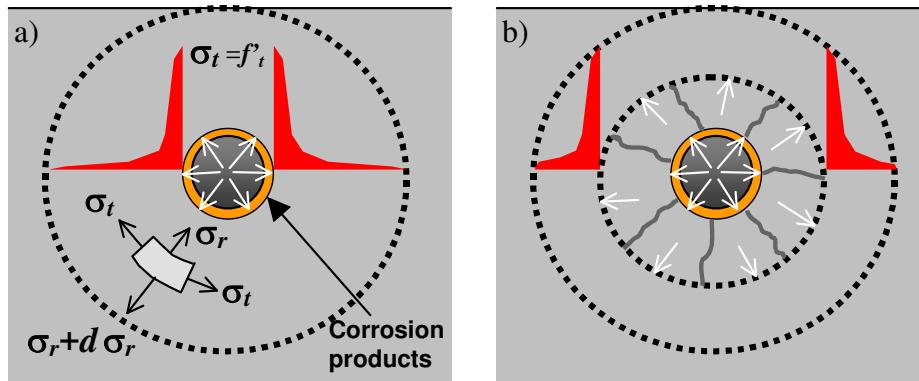 a)
σt =f't
σt
σr
σt
σr+d σr
Corrosion
products
b)